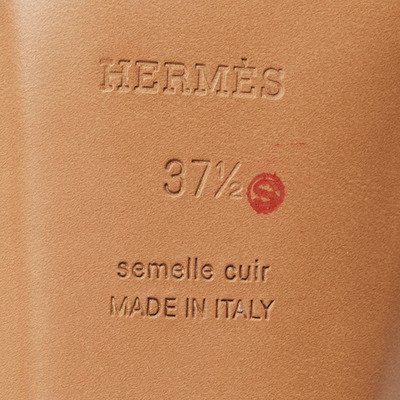 HERMÈS
37½ S
semelle cuir
MADE IN ITALY